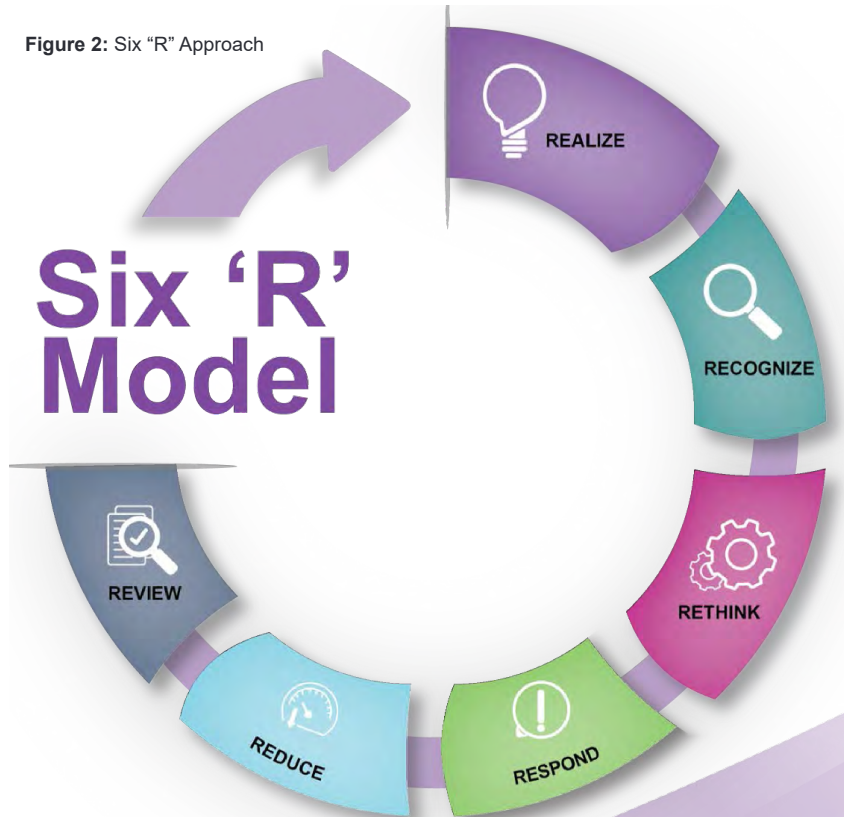 Figure 2: Six “R” Approach
REALIZE
Six ‘R’
Model
RECOGNIZE
RETHINK
RESPOND
REDUCE
REVIEW